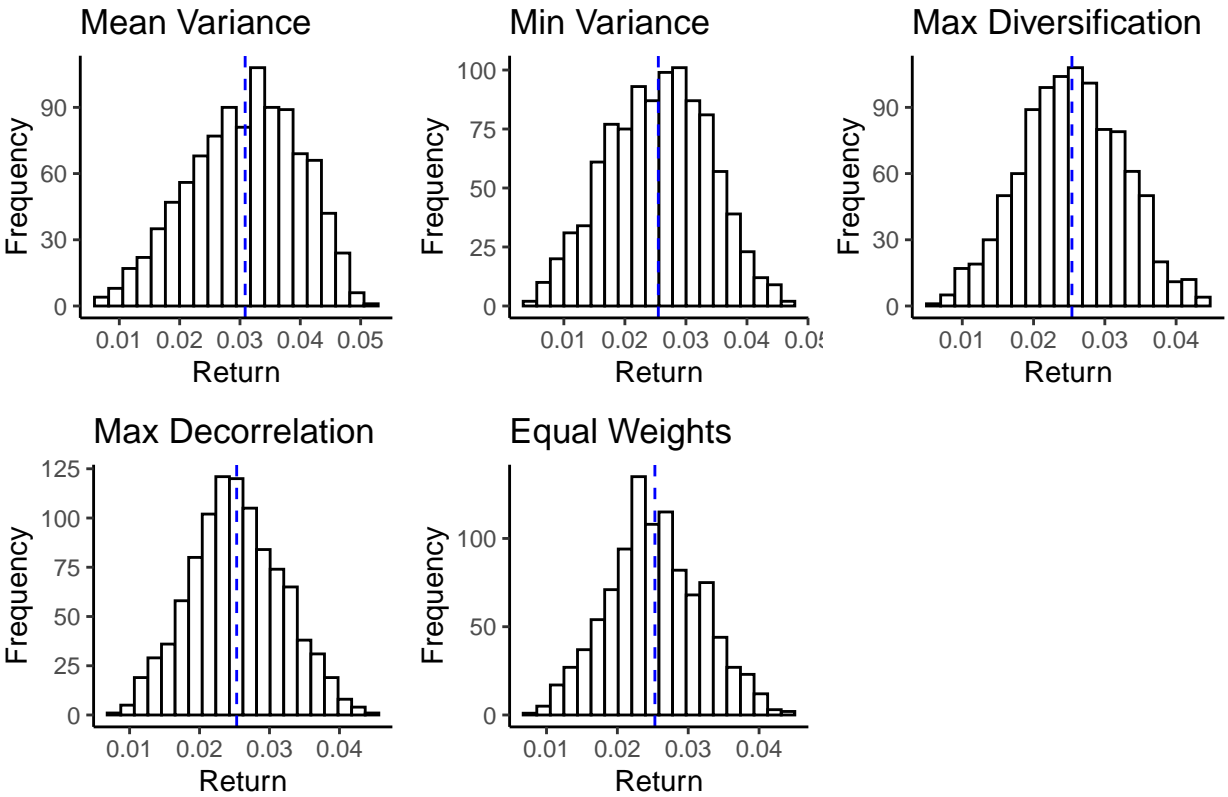 Mean Variance
Frequency
90
60
30
0
0.01 0.02 0.03 0.04 0.05
Return
Min Variance
Frequency
100
75
50
25
0
0.01 0.02 0.03 0.04 0.05
Return
Max Diversification
Frequency
90
60
30
0
0.01 0.02 0.03 0.04
Return
Max Decorrelation
Frequency
125
100
75
50
25
0
0.01 0.02 0.03 0.04
Return
Equal Weights
Frequency
100
50
0
0.01 0.02 0.03 0.04
Return